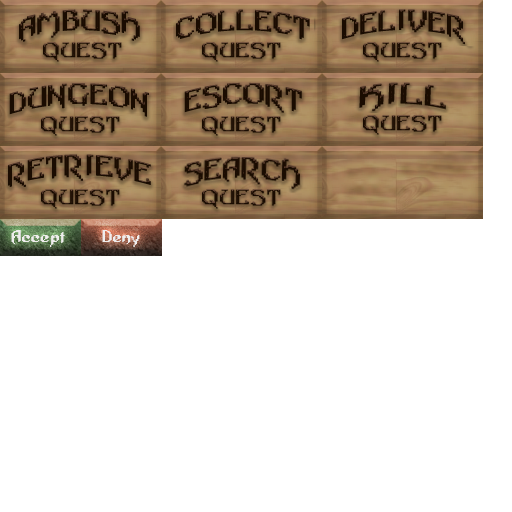 AMBUSH
QUEST
COLLECT
QUEST
DELIVER
QUEST
DUNGEON
QUEST
ESCORT
QUEST
KILL
QUEST
RETRIEVE
QUEST
SEARCH
QUEST
Accept
Deny